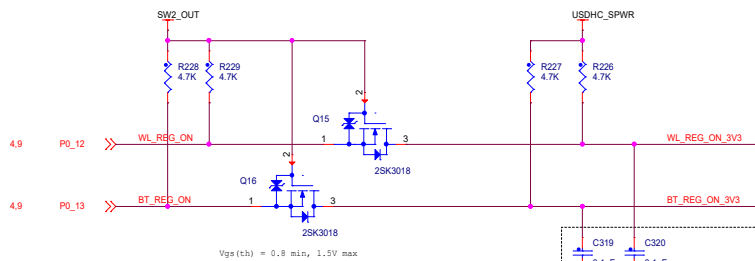 SW2_OUT
USDHC_SPWR
R228
4.7K
R229
4.7K
R227
4.7K
R226
4.7K
2
Q15
4,9 P0_12 WL_REG_ON 1 3 WL_REG_ON_3V3
2SK3018
2
Q16
4,9 P0_13 BT_REG_ON 1 3 BT_REG_ON_3V3
2SK3018
C319
C320
Vgs(th) = 0.8 min, 1.5V max